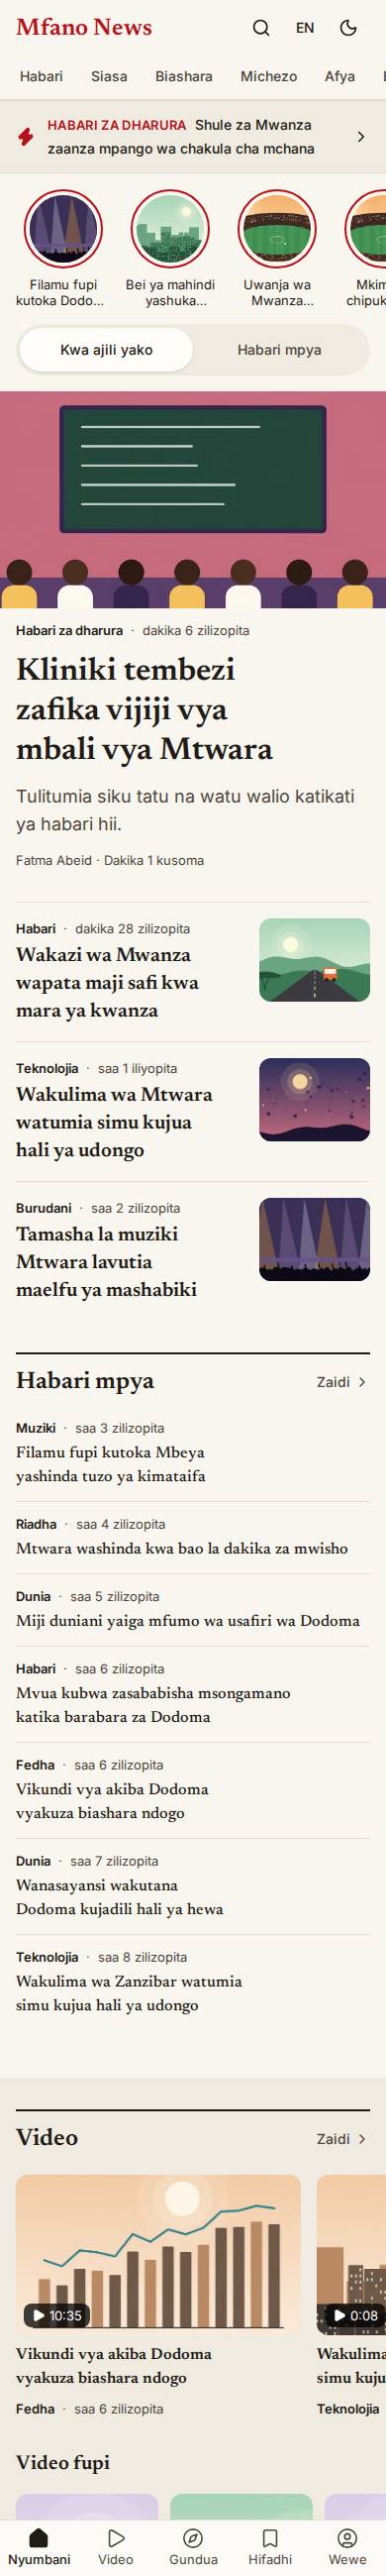 Mfano News
EN
Habari Siasa Biashara Michezo Afya
HABARI ZA DHARURA Shule za Mwanza
zaanza mpango wa chakula cha mchana
Filamu fupi
kutoka Dodo...
Bei ya mahindi
yashuka...
Uwanja wa
Mwanza...
Kwa ajili yako
Habari mpya
Habari za dharura · dakika 6 zilizopita
Kliniki tembezi
zafika vijiji vya
mbali vya Mtwara
Tulitumia siku tatu na watu walio katikati
ya habari hii.
Fatma Abeid · Dakika 1 kusoma
Habari · dakika 28 zilizopita
Wakazi wa Mwanza
wapata maji safi kwa
mara ya kwanza
Teknolojia · saa 1 iliyopita
Wakulima wa Mtwara
watumia simu kujua
hali ya udongo
Burudani · saa 2 zilizopita
Tamasha la muziki
Mtwara lavutia
maelfu ya mashabiki
Habari mpya
Zaidi
Muziki · saa 3 zilizopita
Filamu fupi kutoka Mbeya
yashinda tuzo ya kimataifa
Riadha · saa 4 zilizopita
Mtwara washinda kwa bao la dakika za mwisho
Dunia · saa 5 zilizopita
Miji duniani yaiga mfumo wa usafiri wa Dodoma
Habari · saa 6 zilizopita
Mvua kubwa zasababisha msongamano
katika barabara za Dodoma
Fedha · saa 6 zilizopita
Vikundi vya akiba Dodoma
vyakuza biashara ndogo
Dunia · saa 7 zilizopita
Wanasayansi wakutana
Dodoma kujadili hali ya hewa
Teknolojia · saa 8 zilizopita
Wakulima wa Zanzibar watumia
simu kujua hali ya udongo
Video
Zaidi
10:35
0:08
Vikundi vya akiba Dodoma
vyakuza biashara ndogo
Fedha · saa 6 zilizopita
Wakulima
simu kuju
Teknolojia
Video fupi
Nyumbani Video Gundua Hifadhi Wewe